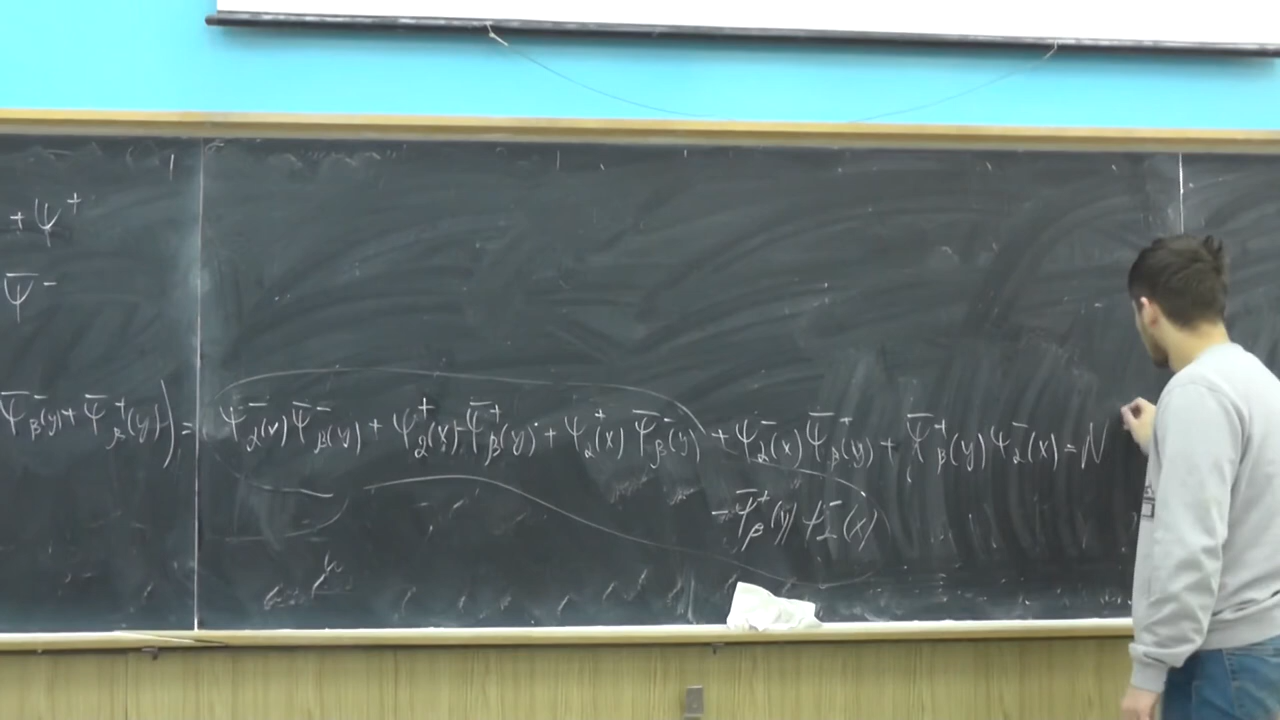 + Ψ⁺
Ψ̄⁻
Ψ̄⁻_β(y) + Ψ̄⁺_β(y)) = Ψ⁻_α(x) Ψ̄⁻_β(y) + Ψ⁺_α(x) Ψ̄⁺_β(y) + Ψ⁺_α(x) Ψ̄⁻_β(y) + Ψ⁻_α(x) Ψ̄⁺_β(y) + Ψ̄⁺_β(y) Ψ⁻_α(x) = N
- Ψ̄⁺_β(y) Ψ⁻_α(x)